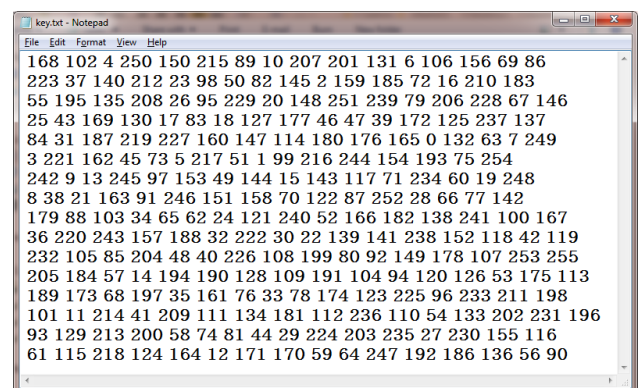 key.txt - Notepad
File Edit Format View Help
168 102 4 250 150 215 89 10 207 201 131 6 106 156 69 86
223 37 140 212 23 98 50 82 145 2 159 185 72 16 210 183
55 195 135 208 26 95 229 20 148 251 239 79 206 228 67 146
25 43 169 130 17 83 18 127 177 46 47 39 172 125 237 137
84 31 187 219 227 160 147 114 180 176 165 0 132 63 7 249
3 221 162 45 73 5 217 51 1 99 216 244 154 193 75 254
242 9 13 245 97 153 49 144 15 143 117 71 234 60 19 248
8 38 21 163 91 246 151 158 70 122 87 252 28 66 77 142
179 88 103 34 65 62 24 121 240 52 166 182 138 241 100 167
36 220 243 157 188 32 222 30 22 139 141 238 152 118 42 119
232 105 85 204 48 40 226 108 199 80 92 149 178 107 253 255
205 184 57 14 194 190 128 109 191 104 94 120 126 53 175 113
189 173 68 197 35 161 76 33 78 174 123 225 96 233 211 198
101 11 214 41 209 111 134 181 112 236 110 54 133 202 231 196
93 129 213 200 58 74 81 44 29 224 203 235 27 230 155 116
61 115 218 124 164 12 171 170 59 64 247 192 186 136 56 90